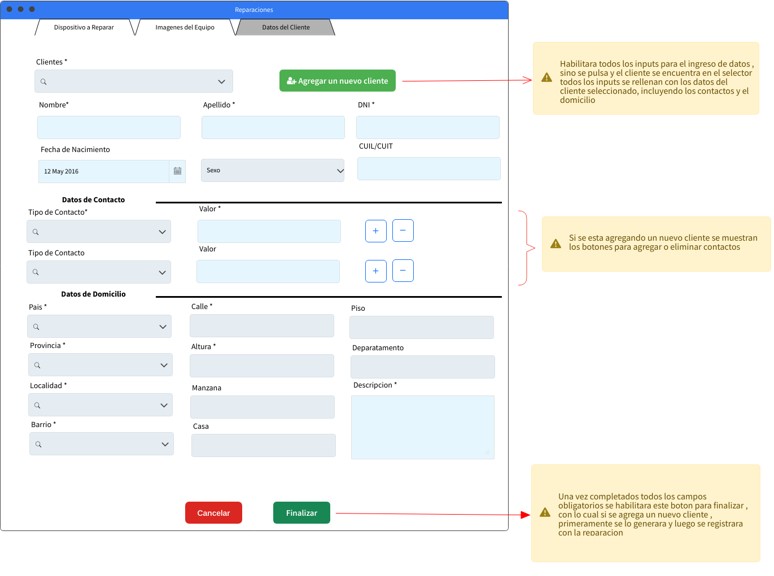 Reparaciones
Dispotivo a Reparar
Imagenes del Equipo
Datos del Cliente
Clientes *
Agregar un nuevo cliente
Nombre*
Apellido *
DNI *
Fecha de Nacimiento
CUIL/CUIT
12 May 2016
Sexo
Datos de Contacto
Tipo de Contacto*
Valor *
Tipo de Contacto
Valor
Datos de Domicilio
Pais *
Calle *
Piso
Provincia *
Altura *
Deparatamento
Localidad *
Manzana
Descripcion *
Barrio *
Casa
Cancelar
Finalizar
Habilitara todos los inputs para el ingreso de datos ,
sino se pulsa y el cliente se encuentra en el selector
todos los inputs se rellenan con los datos del
cliente seleccionado, incluyendo los contactos y el
domicilio
Si se esta agregando un nuevo cliente se muestran
los botones para agregar o eliminar contactos
Una vez completados todos los campos
obligatorios se habilitara este boton para finalizar ,
con lo cual si se agrega un nuevo cliente ,
primeramente se lo generara y luego se registrara
con la reparacion